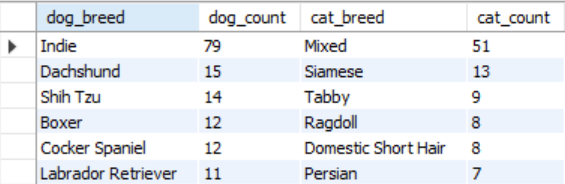 dog_breed dog_count cat_breed cat_count
Indie 79 Mixed 51
Dachshund 15 Siamese 13
Shih Tzu 14 Tabby 9
Boxer 12 Ragdoll 8
Cocker Spaniel 12 Domestic Short Hair 8
Labrador Retriever 11 Persian 7